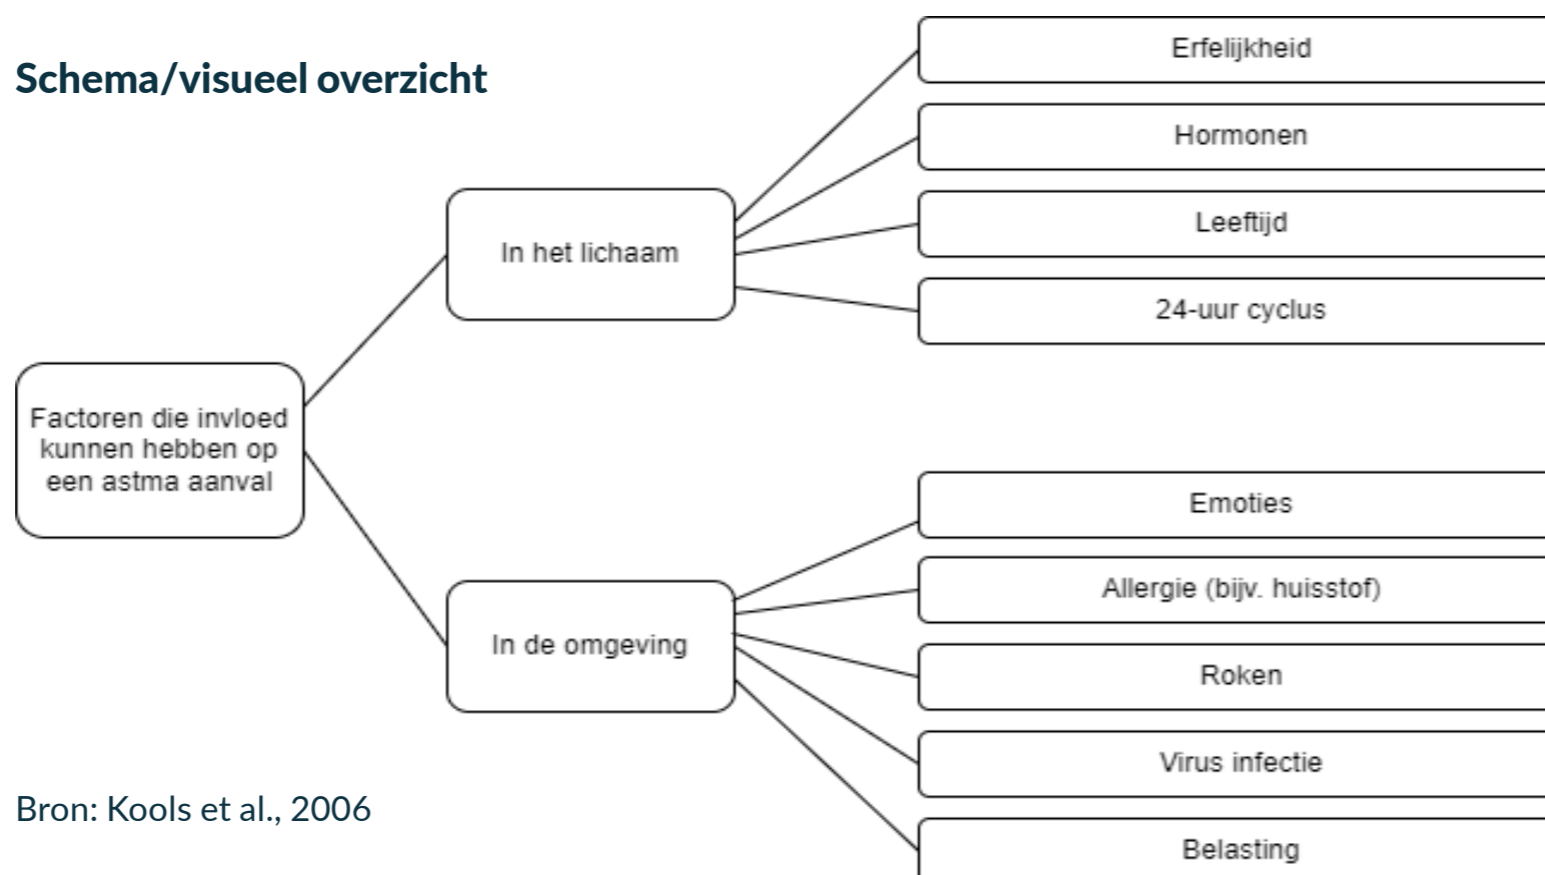 Schema/visueel overzicht
Factoren die invloed
kunnen hebben op
een astma aanval
In het lichaam
Erfelijkheid
Hormonen
Leeftijd
24-uur cyclus
In de omgeving
Emoties
Allergie (bijv. huisstof)
Roken
Virus infectie
Belasting
Bron: Kools et al., 2006